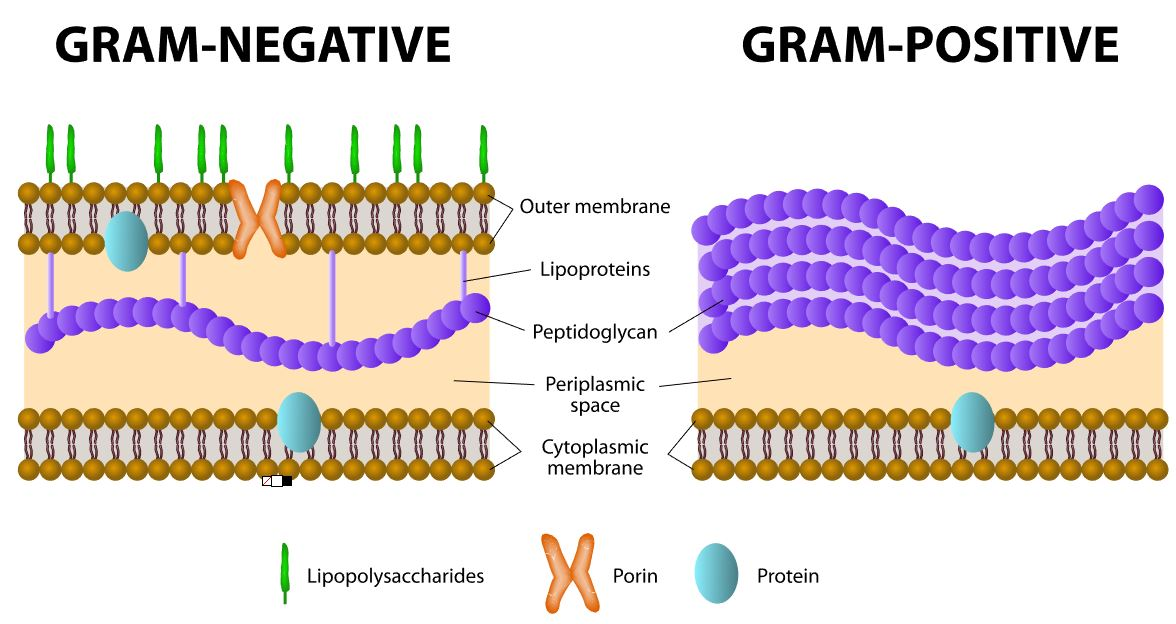 GRAM-NEGATIVE
GRAM-POSITIVE
Outer membrane
Lipoproteins
Peptidoglycan
Periplasmic
space
Cytoplasmic
membrane
Lipopolysaccharides
Porin
Protein